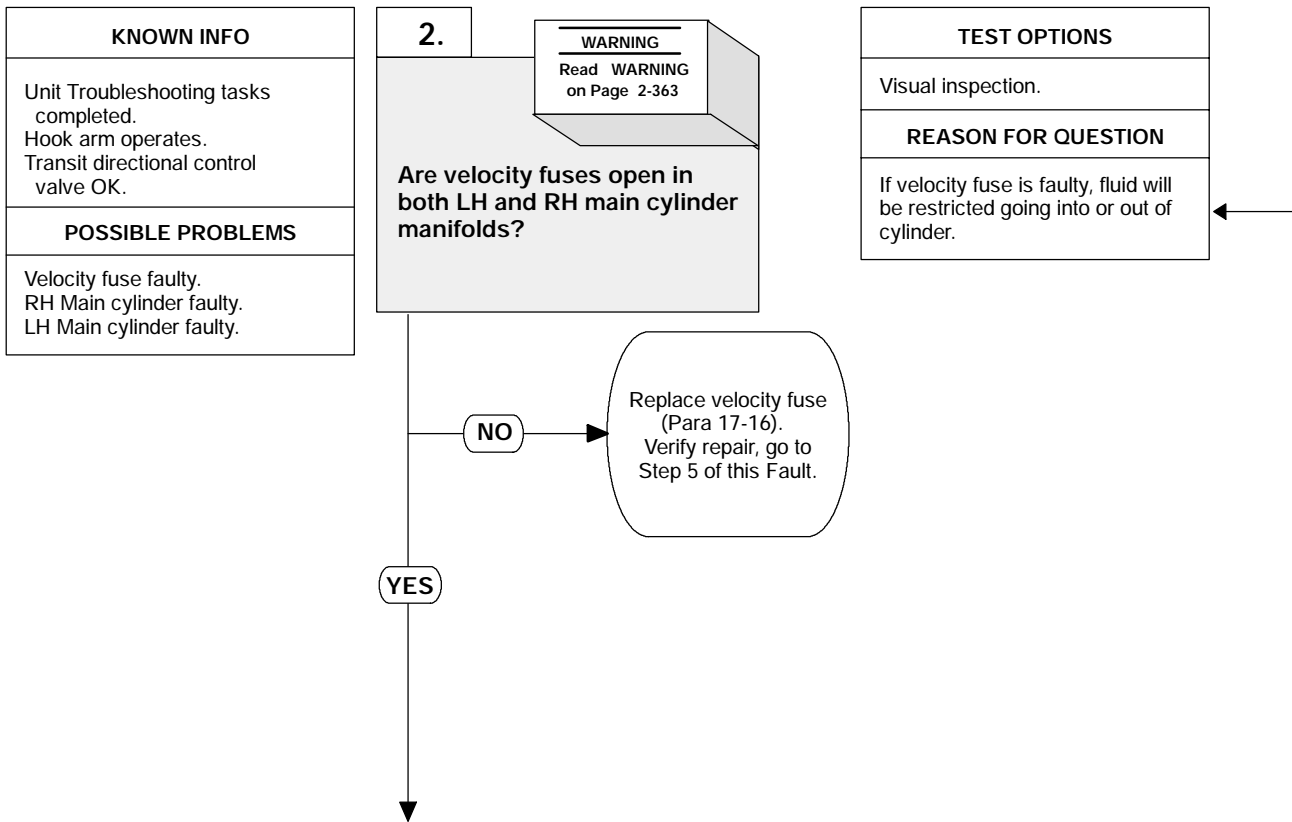 KNOWN INFO
Unit Troubleshooting tasks
completed.
Hook arm operates.
Transit directional control
valve OK.
POSSIBLE PROBLEMS
Velocity fuse faulty.
RH Main cylinder faulty.
LH Main cylinder faulty.
2.
WARNING
Read WARNING
on Page 2-363
Are velocity fuses open in
both LH and RH main cylinder
manifolds?
TEST OPTIONS
Visual inspection.
REASON FOR QUESTION
If velocity fuse is faulty, fluid will
be restricted going into or out of
cylinder.
NO
Replace velocity fuse
(Para 17-16).
Verify repair, go to
Step 5 of this Fault.
YES